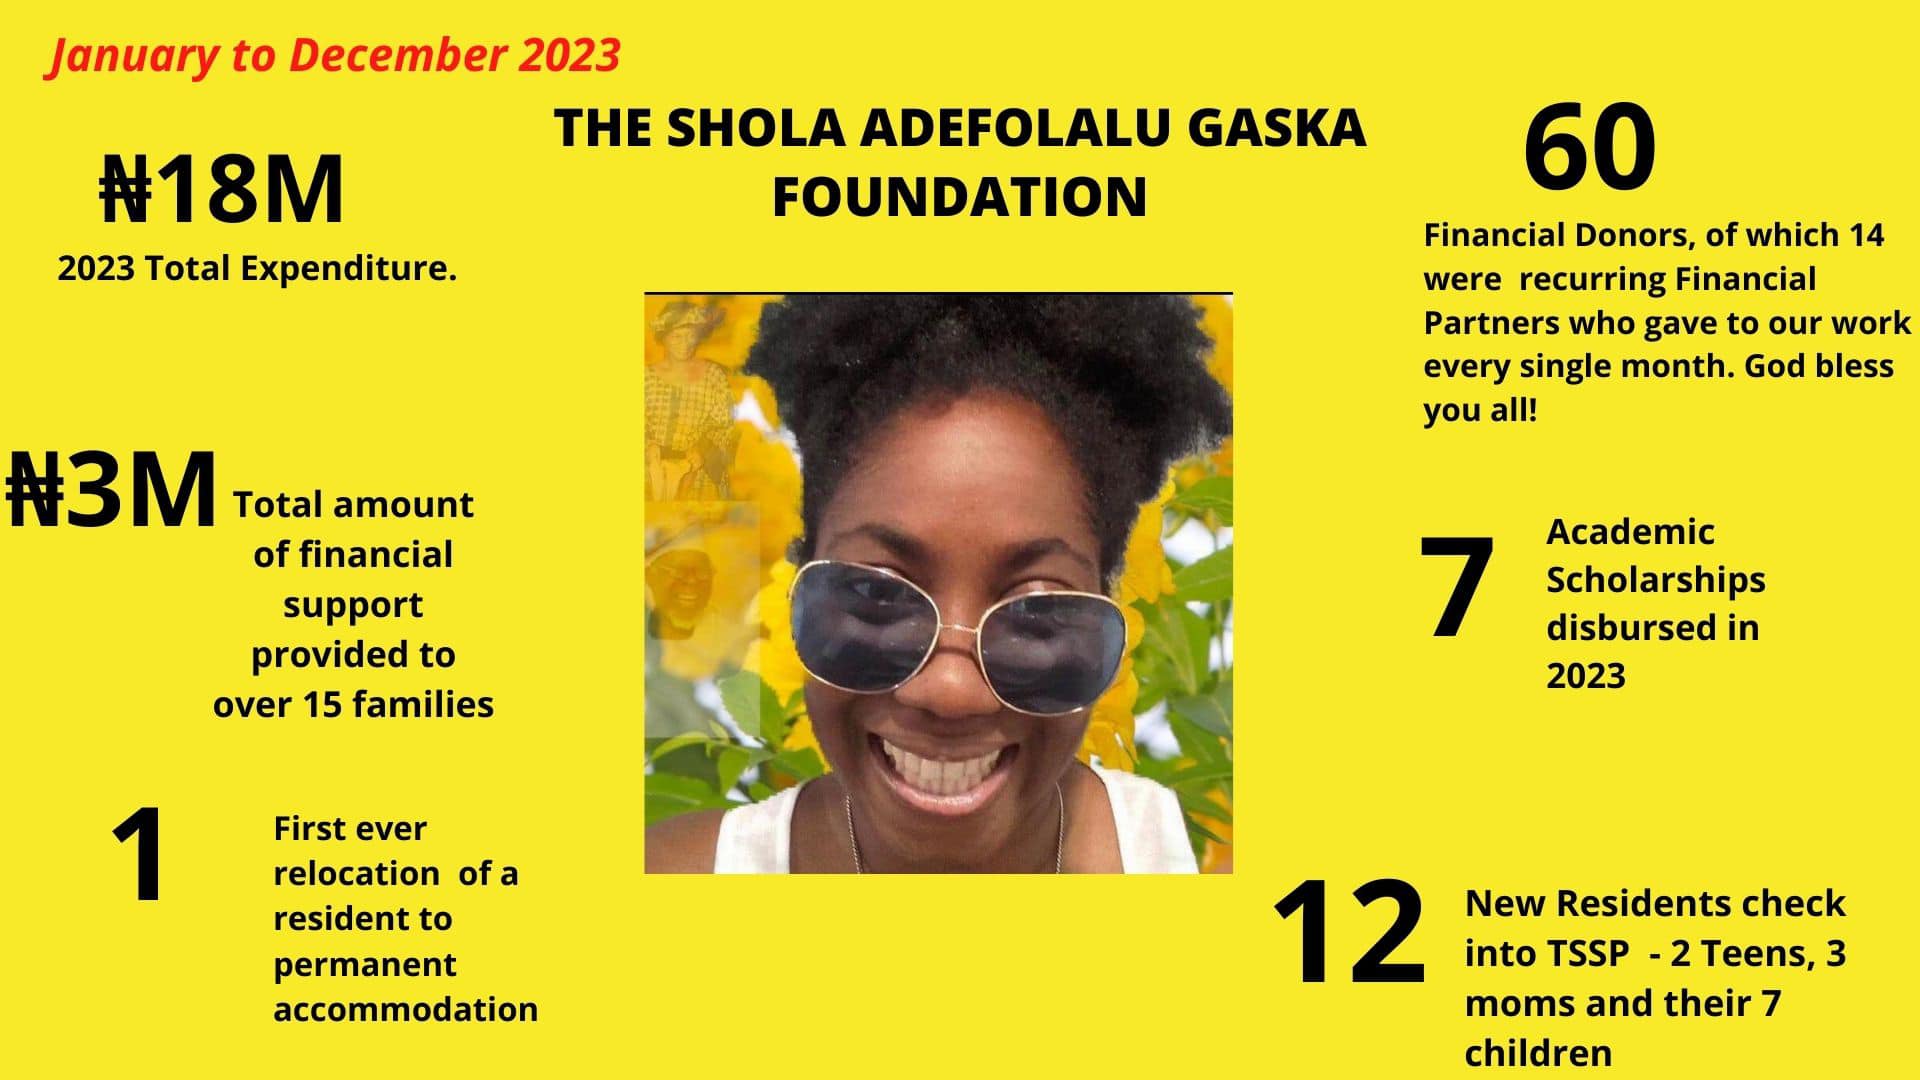 January to December 2023
THE SHOLA ADEFOLALU GASKA
FOUNDATION
₦18M
2023 Total Expenditure.
₦3M
Total amount
of financial
support
provided to
over 15 families
1
First ever
relocation of a
resident to
permanent
accommodation
60
Financial Donors, of which 14
were recurring Financial
Partners who gave to our work
every single month. God bless
you all!
7
Academic
Scholarships
disbursed in
2023
12
New Residents check
into TSSP - 2 Teens, 3
moms and their 7
children